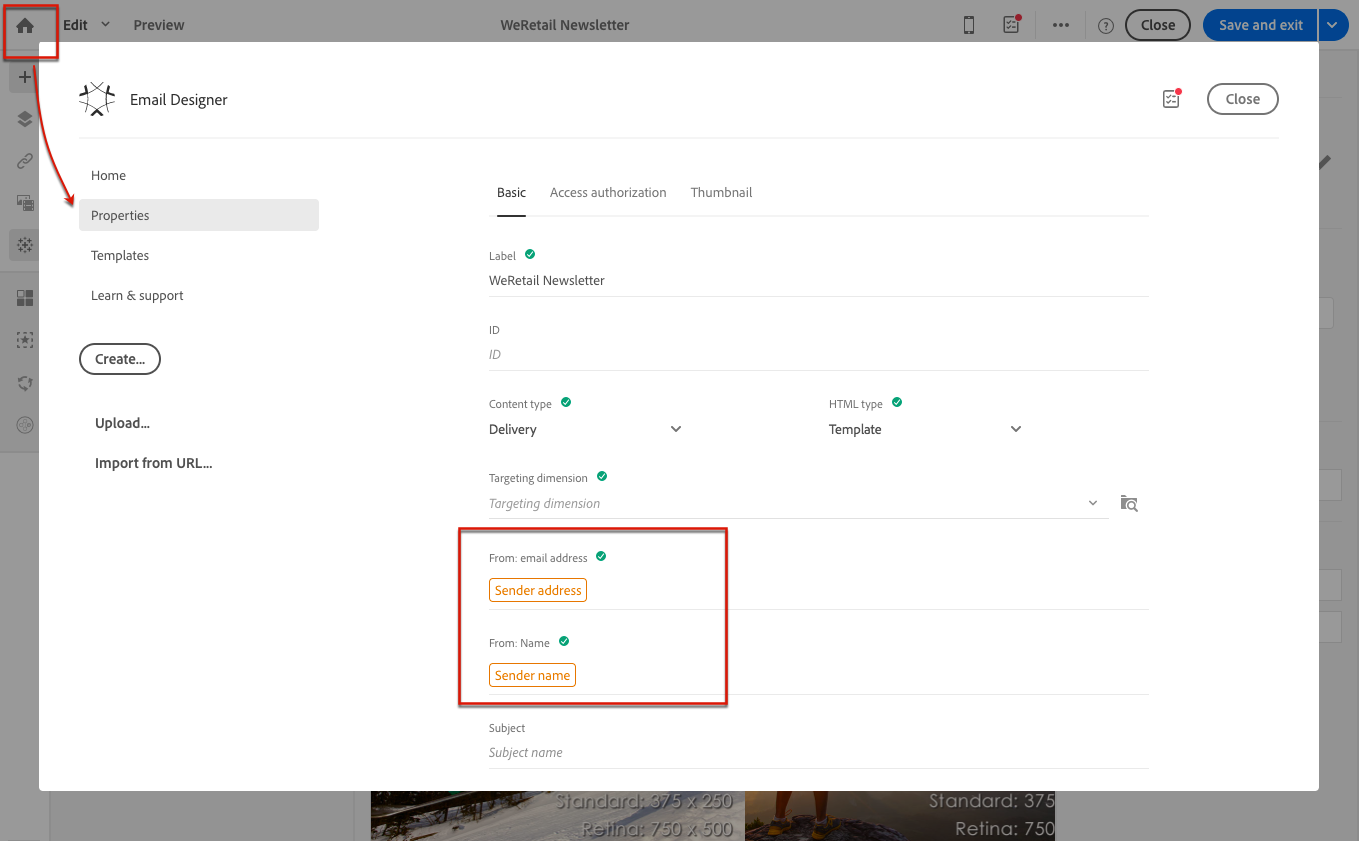 Edit
Preview
WeRetail Newsletter
Close
Save and exit
Email Designer
Close
Home
Properties
Templates
Learn & support
Create...
Upload...
Import from URL...
Basic Access authorization Thumbnail
Label
WeRetail Newsletter
ID
ID
Content type HTML type
Delivery Template
Targeting dimension
Targeting dimension
From: email address
Sender address
From: Name
Sender name
Subject
Subject name
Standard: 375 x 250 Standard: 375
Retina: 750 x 500 Retina: 750